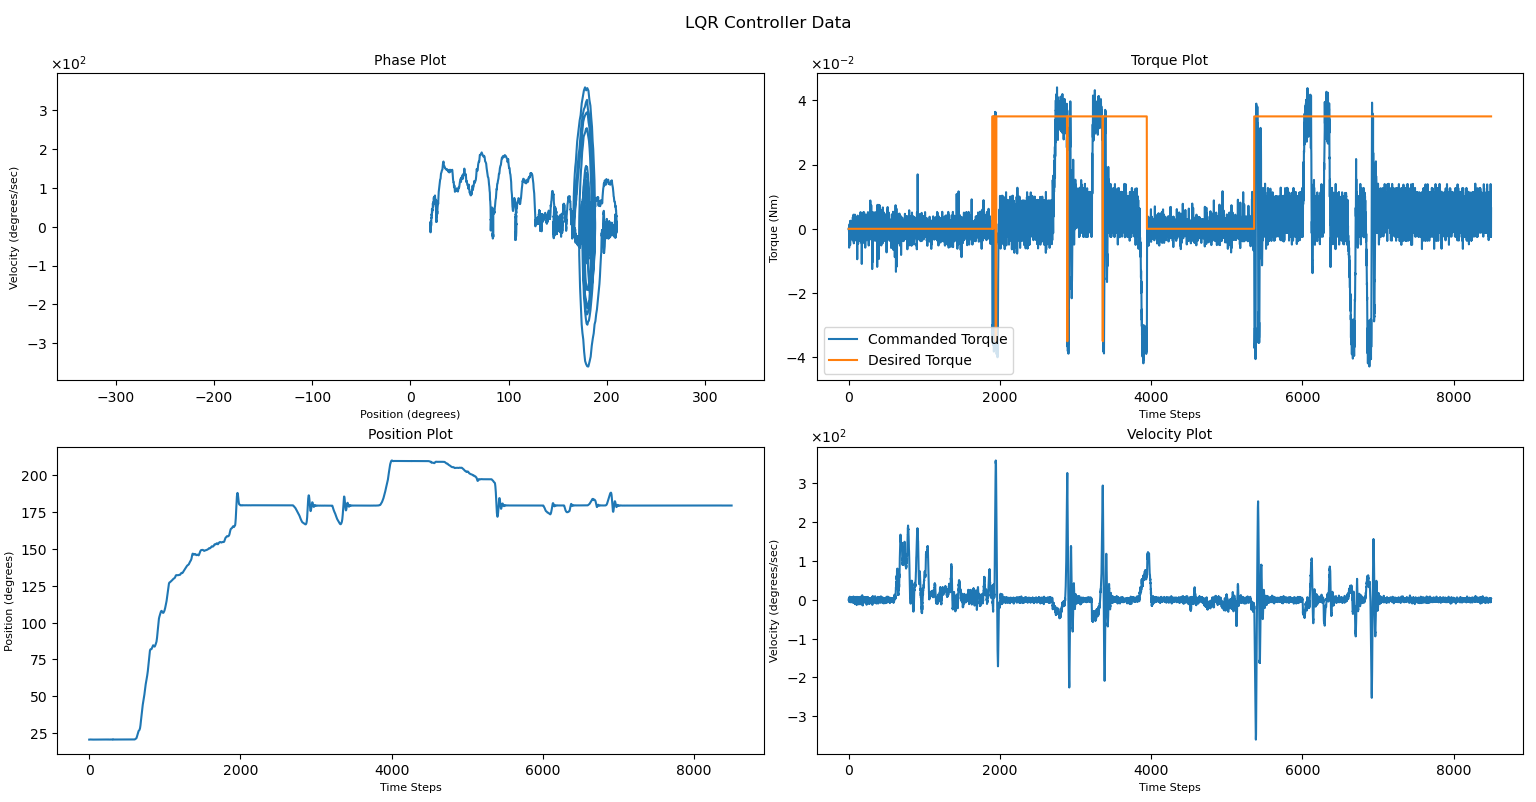 LQR Controller Data
Phase Plot
×10²
3
2
1
0
−1
−2
−3
Velocity (degrees/sec)
−300 −200 −100 0 100 200 300
Position (degrees)
Torque Plot
×10⁻²
4
2
0
−2
−4
Torque (Nm)
Commanded Torque
Desired Torque
0 2000 4000 6000 8000
Time Steps
Position Plot
200
175
150
125
100
75
50
25
Position (degrees)
0 2000 4000 6000 8000
Time Steps
Velocity Plot
×10²
3
2
1
0
−1
−2
−3
Velocity (degrees/sec)
0 2000 4000 6000 8000
Time Steps